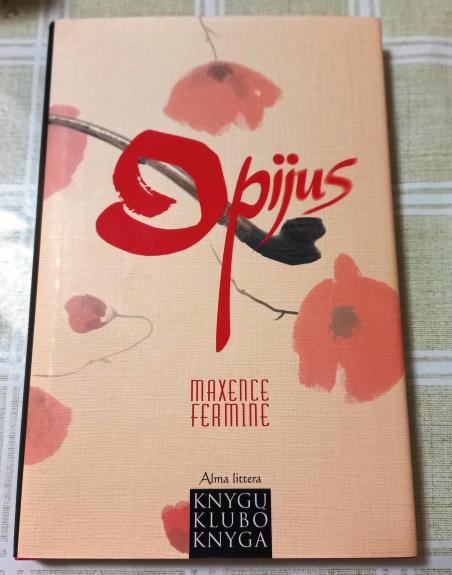 Opijus
MAXENCE
FERMINE
Alma littera
KNYGŲ
KLUBO
KNYGA